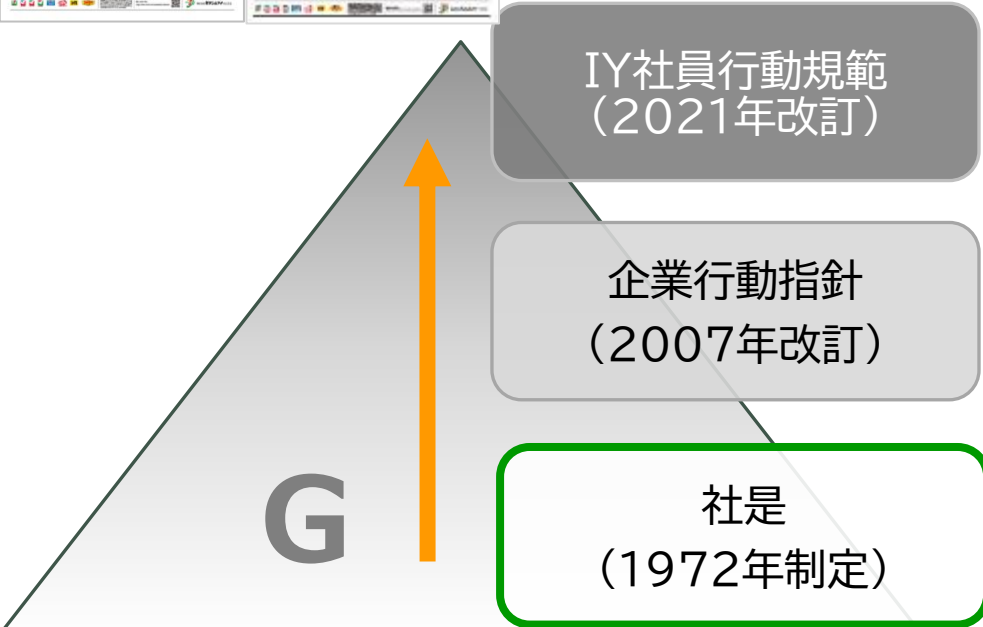 IY社員行動規範
（2021年改訂）
企業行動指針
（2007年改訂）
社是
（1972年制定）
G